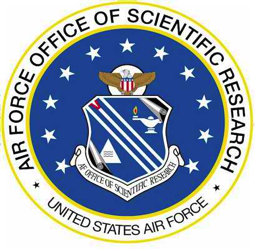 AIR FORCE OFFICE OF SCIENTIFIC RESEARCH
AF OFFICE OF SCIENTIFIC RESEARCH
UNITED STATES AIR FORCE